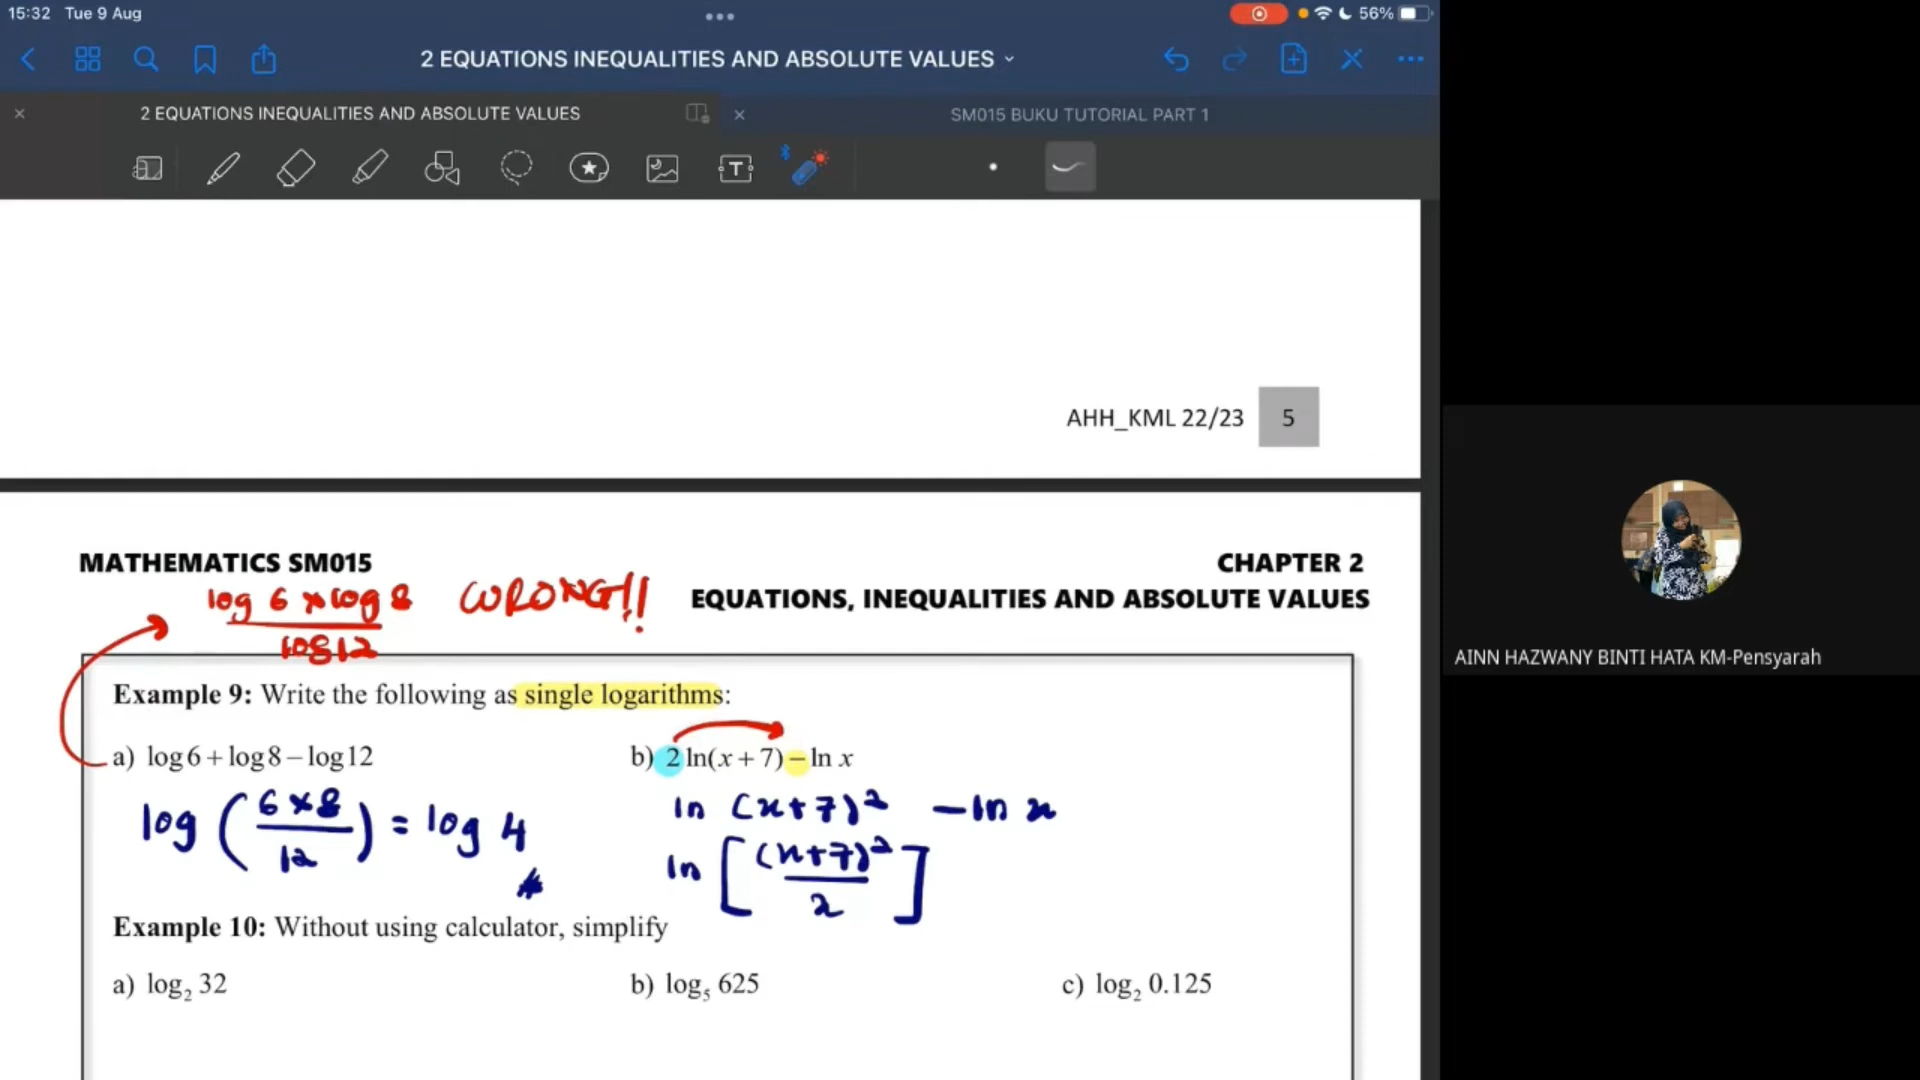 15:32 Tue 9 Aug
56%
2 EQUATIONS INEQUALITIES AND ABSOLUTE VALUES
2 EQUATIONS INEQUALITIES AND ABSOLUTE VALUES
SM015 BUKU TUTORIAL PART 1
AHH_KML 22/23 5
MATHEMATICS SM015
CHAPTER 2
EQUATIONS, INEQUALITIES AND ABSOLUTE VALUES
log 6 x log 8
log 12
WRONG!!
Example 9: Write the following as single logarithms:
a) log 6 + log 8 – log 12
b) 2 ln(x + 7) – ln x
log ( 6 x 8 / 12 ) = log 4
ln (x+7)² – ln x
ln [ (x+7)² / x ]
Example 10: Without using calculator, simplify
a) log₂ 32
b) log₅ 625
c) log₂ 0.125
AINN HAZWANY BINTI HATA KM-Pensyarah